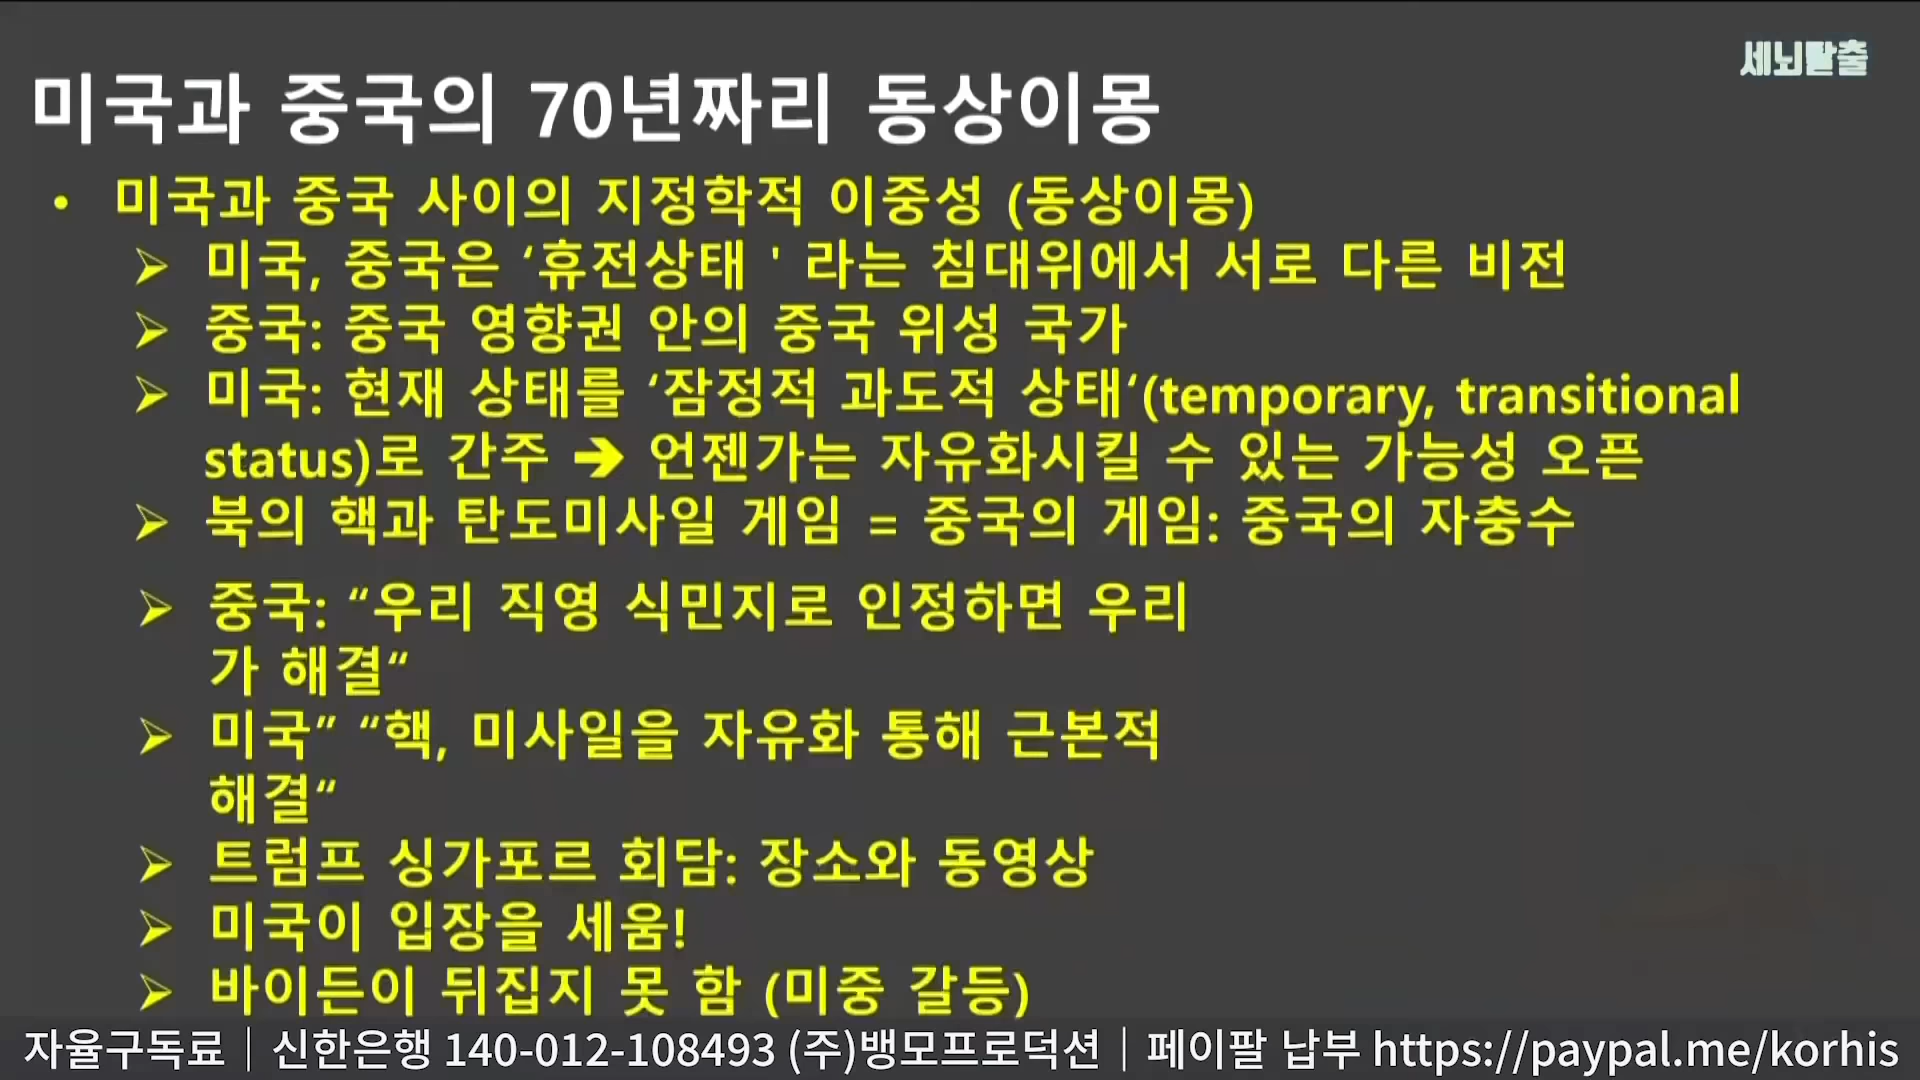 세뇌탈출
미국과 중국의 70년짜리 동상이몽
• 미국과 중국 사이의 지정학적 이중성 (동상이몽)
➢ 미국, 중국은 ‘휴전상태 ' 라는 침대위에서 서로 다른 비전
➢ 중국: 중국 영향권 안의 중국 위성 국가
➢ 미국: 현재 상태를 ‘잠정적 과도적 상태‘(temporary, transitional
status)로 간주 ➔ 언젠가는 자유화시킬 수 있는 가능성 오픈
➢ 북의 핵과 탄도미사일 게임 = 중국의 게임: 중국의 자충수
➢ 중국: “우리 직영 식민지로 인정하면 우리
가 해결“
➢ 미국” “핵, 미사일을 자유화 통해 근본적
해결“
➢ 트럼프 싱가포르 회담: 장소와 동영상
➢ 미국이 입장을 세움!
➢ 바이든이 뒤집지 못 함 (미중 갈등)
자율구독료│신한은행 140-012-108493 (주)뱅모프로덕션│페이팔 납부 https://paypal.me/korhis